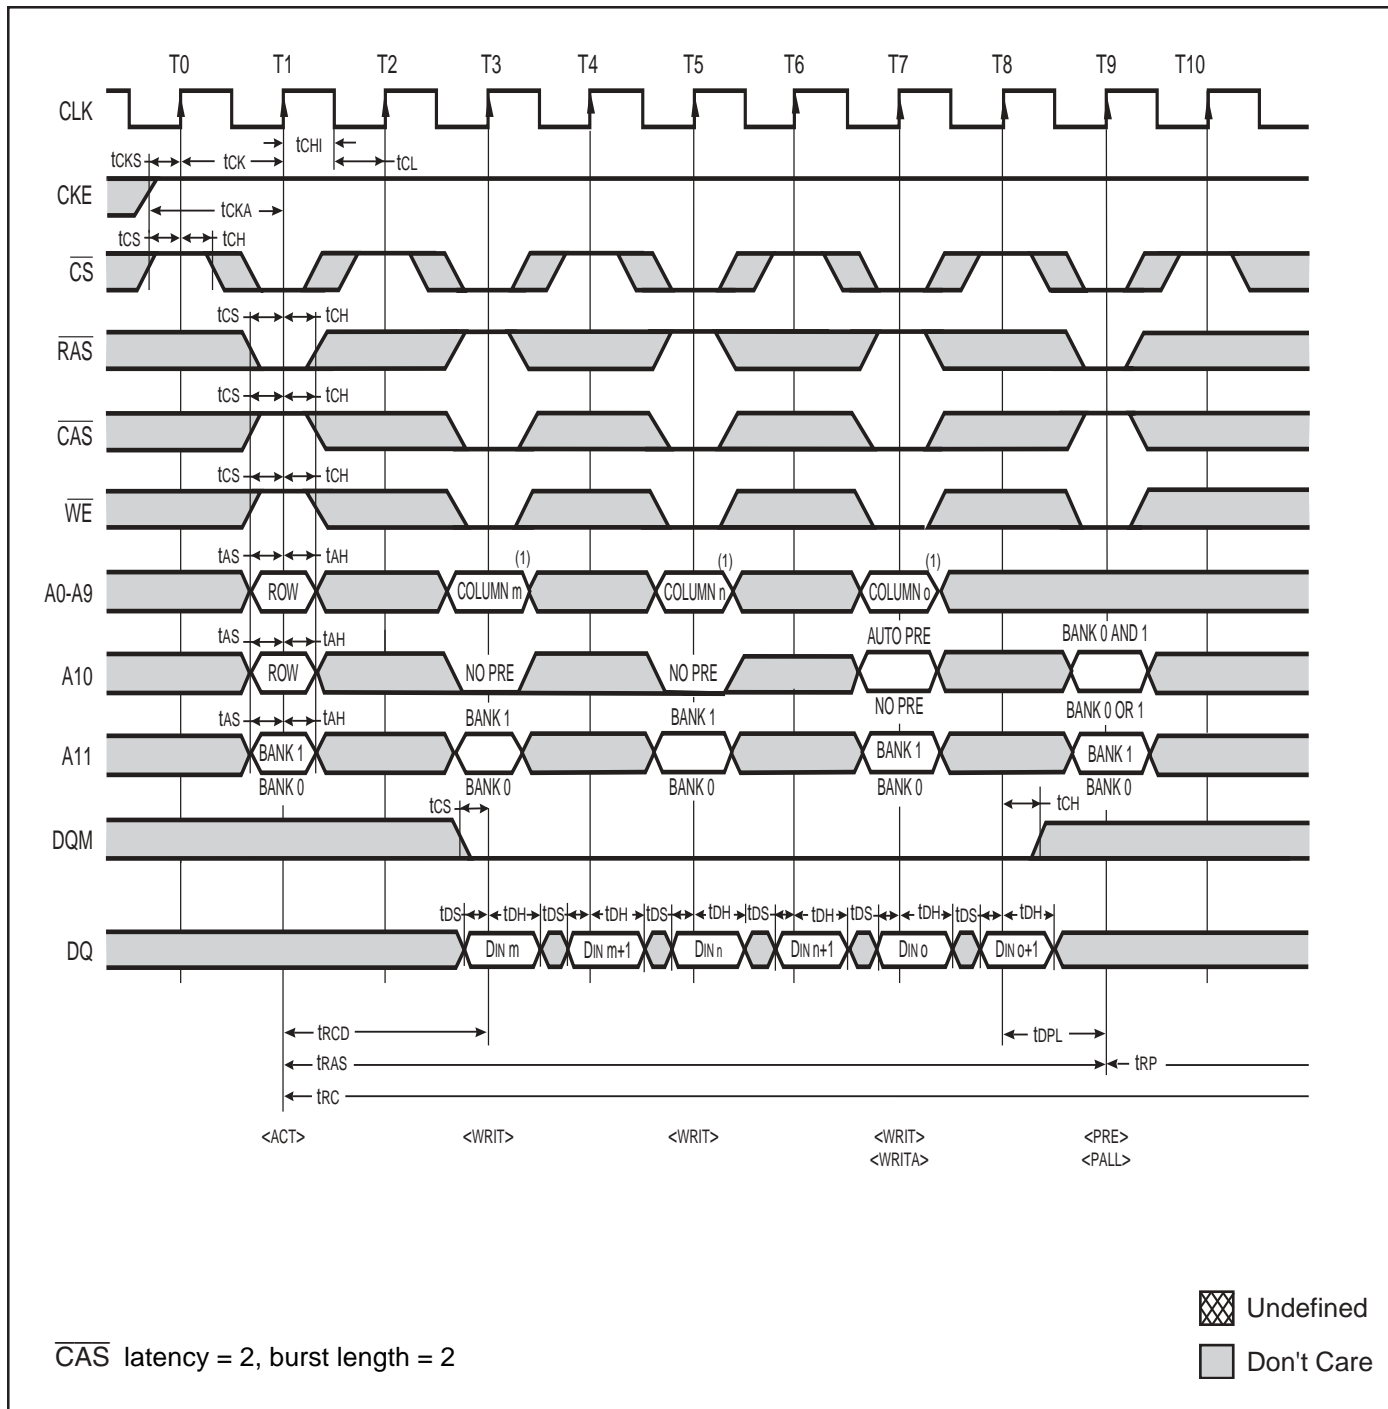 T0 T1 T2 T3 T4 T5 T6 T7 T8 T9 T10
CLK
tCHI
tCKS tCK tCL
CKE
tCKA
tCS tCH
CS
tCS tCH
RAS
tCS tCH
CAS
tCS tCH
WE
tAS tAH (1) (1) (1)
A0-A9 ROW COLUMN m COLUMN n COLUMN o
tAS tAH AUTO PRE BANK 0 AND 1
A10 ROW NO PRE NO PRE
NO PRE BANK 0 OR 1
tAS tAH BANK 1 BANK 1
A11 BANK 1 BANK 1 BANK 1
BANK 0 BANK 0 BANK 0 BANK 0 BANK 0
tCS tCH
DQM
tDS tDH tDS tDH tDS tDH tDS tDH tDS tDH tDS tDH
DQ DIN m DIN m+1 DIN n DIN n+1 DIN o DIN o+1
tRCD tDPL
tRAS tRP
tRC
<ACT> <WRIT> <WRIT> <WRIT> <PRE>
<WRITA> <PALL>
Undefined
CAS latency = 2, burst length = 2
Don't Care